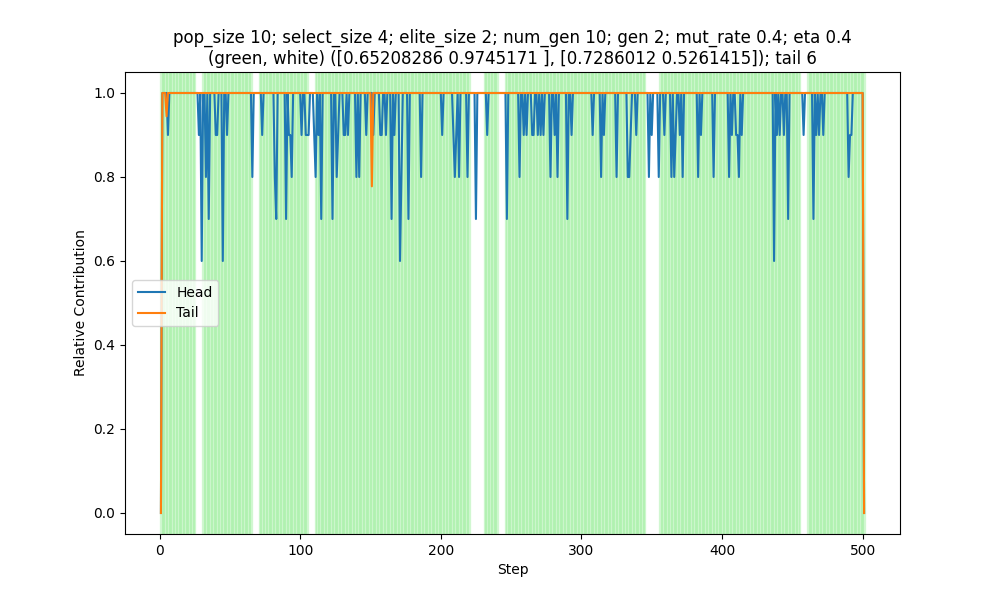 pop_size 10; select_size 4; elite_size 2; num_gen 10; gen 2; mut_rate 0.4; eta 0.4
(green, white) ([0.65208286 0.9745171 ], [0.7286012 0.5261415]); tail 6
1.0
0.8
0.6
0.4
0.2
0.0
Relative Contribution
Head
Tail
0 100 200 300 400 500
Step